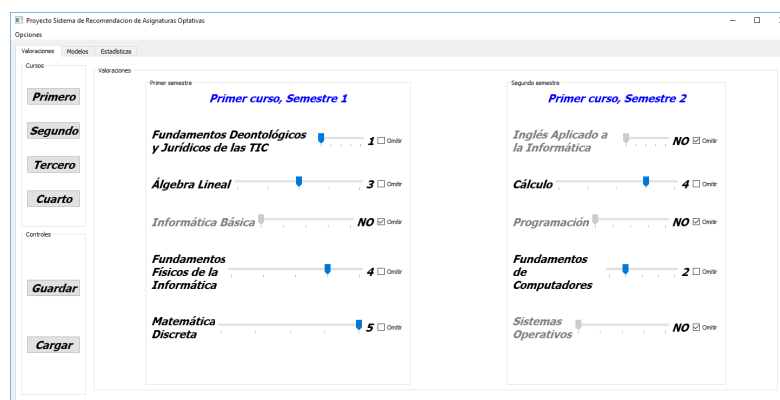 Proyecto Sistema de Recomendacion de Asignaturas Optativas
Opciones
Valoraciones Modelos Estadísticas
Cursos
Primero
Segundo
Tercero
Cuarto
Controles
Guardar
Cargar
Valoraciones
Primer semestre
Primer curso, Semestre 1
Fundamentos Deontológicos
y Jurídicos de las TIC
1 Omitir
Álgebra Lineal 3 Omitir
Informática Básica NO Omitir
Fundamentos
Físicos de la
Informática
4 Omitir
Matemática
Discreta
5 Omitir
Segundo semestre
Primer curso, Semestre 2
Inglés Aplicado a
la Informática
NO Omitir
Cálculo 4 Omitir
Programación NO Omitir
Fundamentos
de
Computadores
2 Omitir
Sistemas
Operativos
NO Omitir